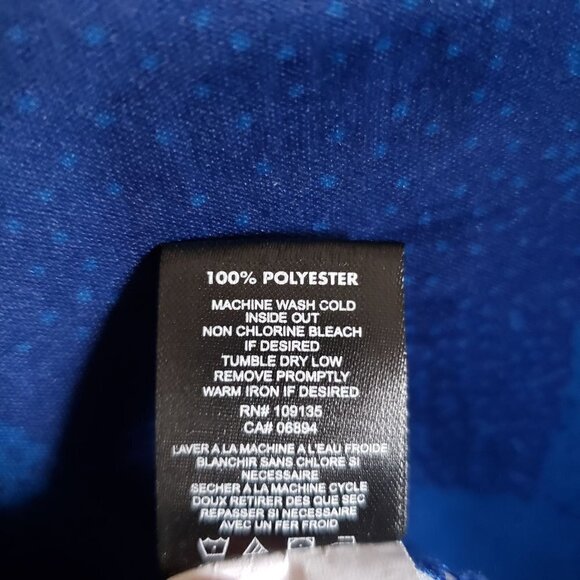 100% POLYESTER
MACHINE WASH COLD
INSIDE OUT
NON CHLORINE BLEACH
IF DESIRED
TUMBLE DRY LOW
REMOVE PROMPTLY
WARM IRON IF DESIRED
RN# 109135
CA# 06894
LAVER A LA MACHINE A L'EAU FROIDE
BLANCHIR SANS CHLORE SI
NECESSAIRE
SECHER A LA MACHINE CYCLE
DOUX RETIRER DES QUE SEC
REPASSER SI NECESSAIRE
AVEC UN FER FROID